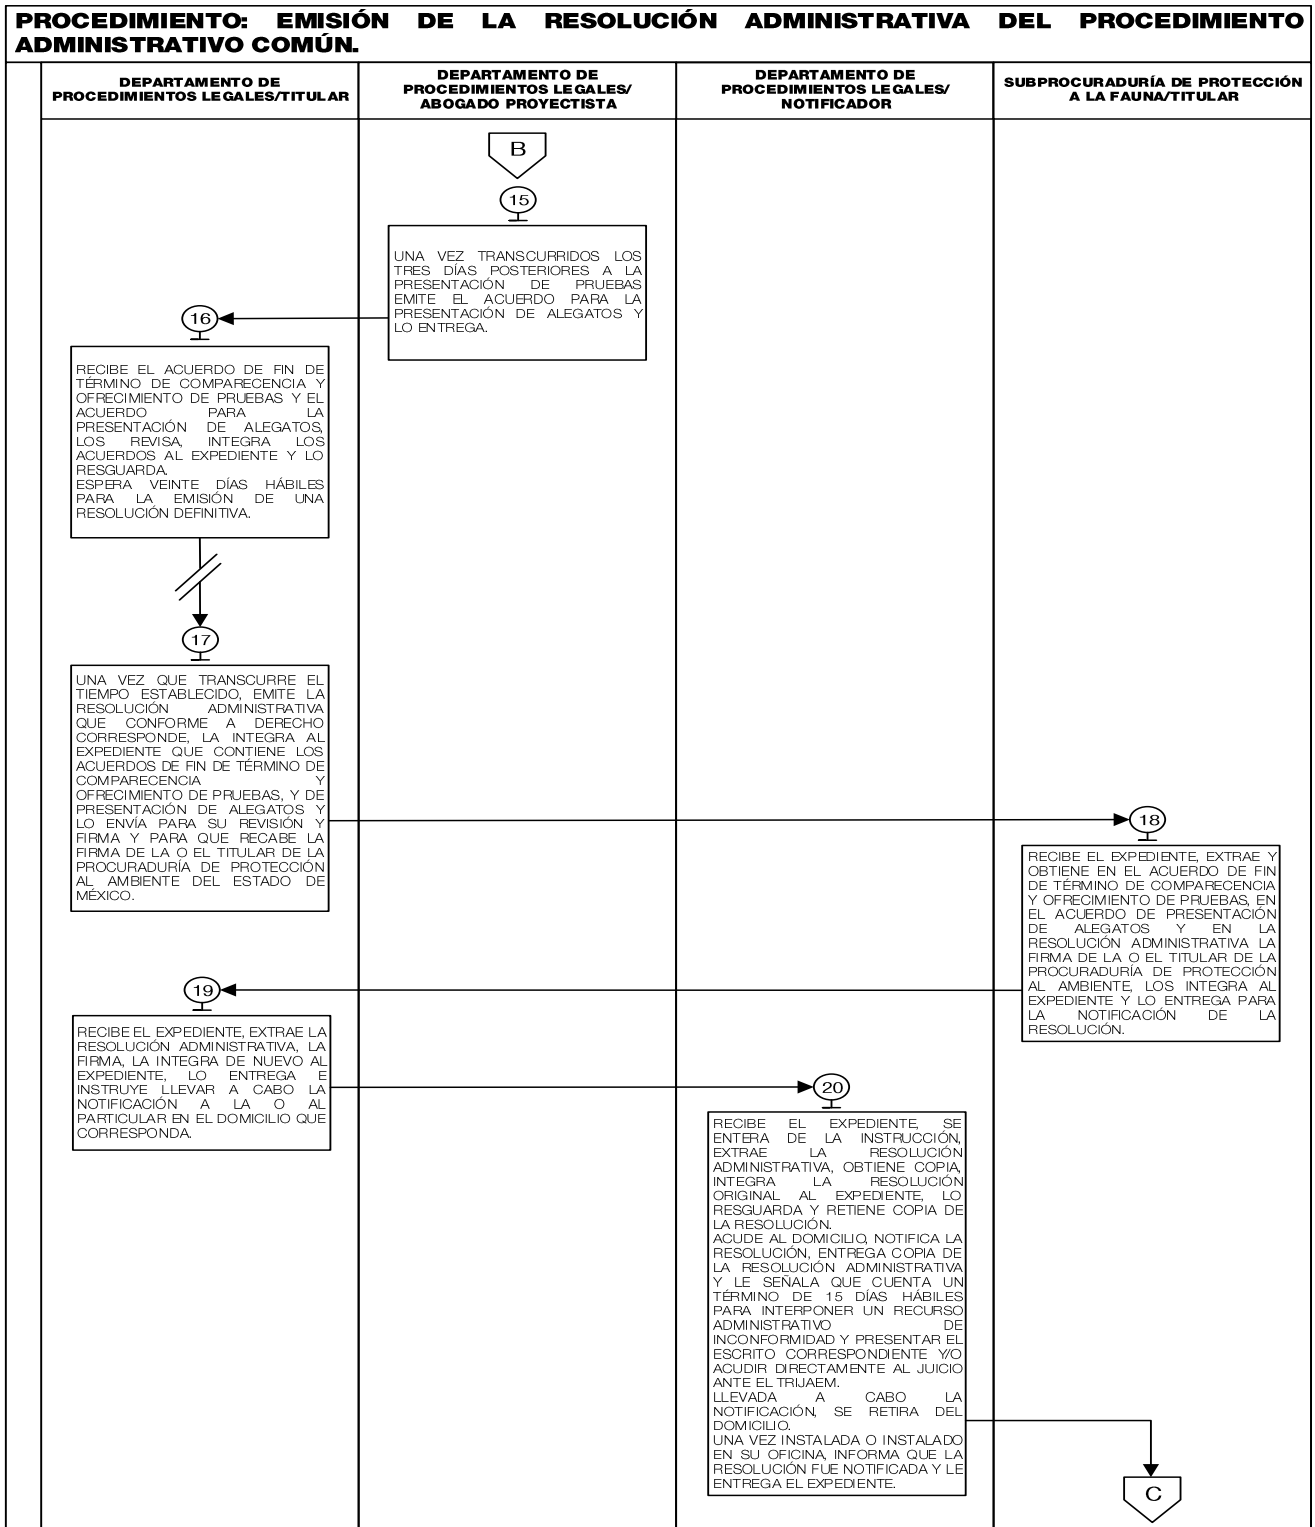 PROCEDIMIENTO: EMISIÓN DE LA RESOLUCIÓN ADMINISTRATIVA DEL PROCEDIMIENTO
ADMINISTRATIVO COMÚN.
DEPARTAMENTO DE
PROCEDIMIENTOS LEGALES/TITULAR
DEPARTAMENTO DE
PROCEDIMIENTOS LEGALES/
ABOGADO PROYECTISTA
DEPARTAMENTO DE
PROCEDIMIENTOS LEGALES/
NOTIFICADOR
SUBPROCURADURÍA DE PROTECCIÓN
A LA FAUNA/TITULAR
B
15
UNA VEZ TRANSCURRIDOS LOS
TRES DÍAS POSTERIORES A LA
PRESENTACIÓN DE PRUEBAS
EMITE EL ACUERDO PARA LA
PRESENTACIÓN DE ALEGATOS Y
LO ENTREGA.
16
RECIBE EL ACUERDO DE FIN DE
TÉRMINO DE COMPARECENCIA Y
OFRECIMIENTO DE PRUEBAS Y EL
ACUERDO PARA LA
PRESENTACIÓN DE ALEGATOS,
LOS REVISA, INTEGRA LOS
ACUERDOS AL EXPEDIENTE Y LO
RESGUARDA.
ESPERA VEINTE DÍAS HÁBILES
PARA LA EMISIÓN DE UNA
RESOLUCIÓN DEFINITIVA.
17
UNA VEZ QUE TRANSCURRE EL
TIEMPO ESTABLECIDO, EMITE LA
RESOLUCIÓN ADMINISTRATIVA
QUE CONFORME A DERECHO
CORRESPONDE, LA INTEGRA AL
EXPEDIENTE QUE CONTIENE LOS
ACUERDOS DE FIN DE TÉRMINO DE
COMPARECENCIA Y
OFRECIMIENTO DE PRUEBAS, Y DE
PRESENTACIÓN DE ALEGATOS Y
LO ENVÍA PARA SU REVISIÓN Y
FIRMA Y PARA QUE RECABE LA
FIRMA DE LA O EL TITULAR DE LA
PROCURADURÍA DE PROTECCIÓN
AL AMBIENTE DEL ESTADO DE
MÉXICO.
18
RECIBE EL EXPEDIENTE, EXTRAE Y
OBTIENE EN EL ACUERDO DE FIN
DE TÉRMINO DE COMPARECENCIA
Y OFRECIMIENTO DE PRUEBAS, EN
EL ACUERDO DE PRESENTACIÓN
DE ALEGATOS Y EN LA
RESOLUCIÓN ADMINISTRATIVA LA
FIRMA DE LA O EL TITULAR DE LA
PROCURADURÍA DE PROTECCIÓN
AL AMBIENTE, LOS INTEGRA AL
EXPEDIENTE Y LO ENTREGA PARA
LA NOTIFICACIÓN DE LA
RESOLUCIÓN.
19
RECIBE EL EXPEDIENTE, EXTRAE LA
RESOLUCIÓN ADMINISTRATIVA, LA
FIRMA, LA INTEGRA DE NUEVO AL
EXPEDIENTE, LO ENTREGA E
INSTRUYE LLEVAR A CABO LA
NOTIFICACIÓN A LA O AL
PARTICULAR EN EL DOMICILIO QUE
CORRESPONDA.
20
RECIBE EL EXPEDIENTE, SE
ENTERA DE LA INSTRUCCIÓN,
EXTRAE LA RESOLUCIÓN
ADMINISTRATIVA, OBTIENE COPIA,
INTEGRA LA RESOLUCIÓN
ORIGINAL AL EXPEDIENTE, LO
RESGUARDA Y RETIENE COPIA DE
LA RESOLUCIÓN.
ACUDE AL DOMICILIO, NOTIFICA LA
RESOLUCIÓN, ENTREGA COPIA DE
LA RESOLUCIÓN ADMINISTRATIVA
Y LE SEÑALA QUE CUENTA UN
TÉRMINO DE 15 DÍAS HÁBILES
PARA INTERPONER UN RECURSO
ADMINISTRATIVO DE
INCONFORMIDAD Y PRESENTAR EL
ESCRITO CORRESPONDIENTE Y/O
ACUDIR DIRECTAMENTE AL JUICIO
ANTE EL TRIJAEM.
LLEVADA A CABO LA
NOTIFICACIÓN, SE RETIRA DEL
DOMICILIO.
UNA VEZ INSTALADA O INSTALADO
EN SU OFICINA, INFORMA QUE LA
RESOLUCIÓN FUE NOTIFICADA Y LE
ENTREGA EL EXPEDIENTE.
C